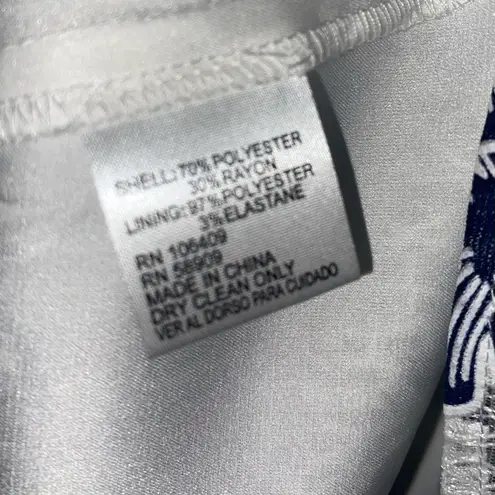 SHELL: 70% POLYESTER
30% RAYON
LINING: 97% POLYESTER
3% ELASTANE
RN 106409
RN 56909
MADE IN CHINA
DRY CLEAN ONLY
VER AL DORSO PARA CUIDADO